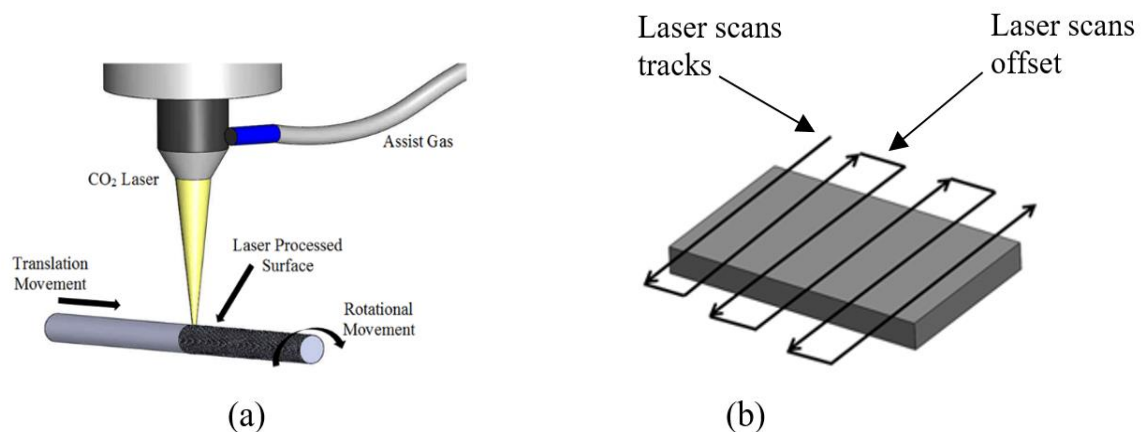 Assist Gas
CO₂ Laser
Laser Processed
Surface
Translation
Movement
Rotational
Movement
(a)
Laser scans
tracks
Laser scans
offset
(b)